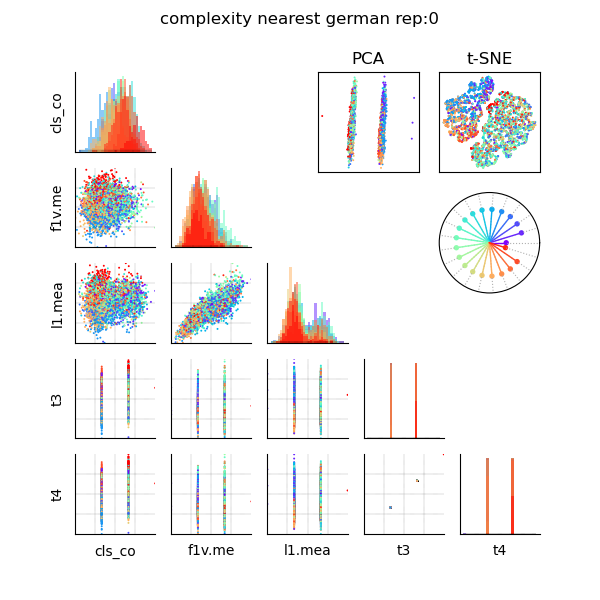 complexity nearest german rep:0
PCA
t-SNE
cls_co
f1v.me
l1.mea
t3
t4
cls_co
f1v.me
l1.mea
t3
t4